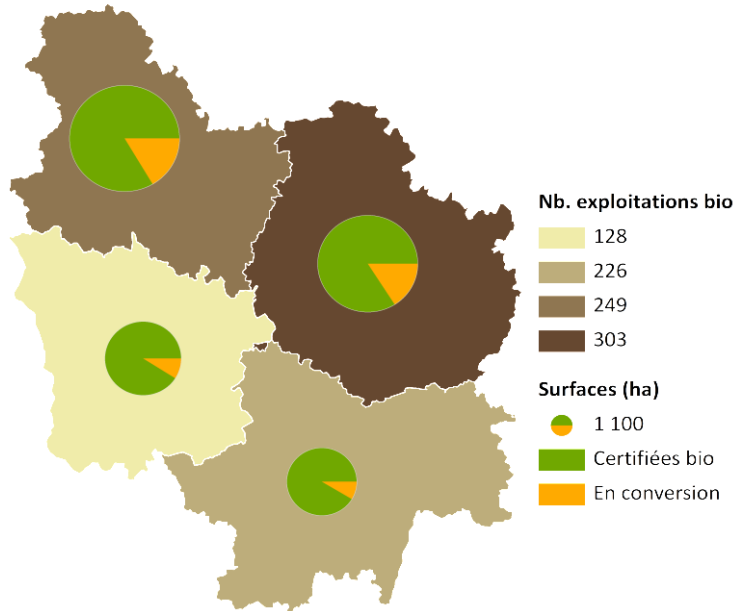 Nb. exploitations bio
128
226
249
303
Surfaces (ha)
1 100
Certifiées bio
En conversion